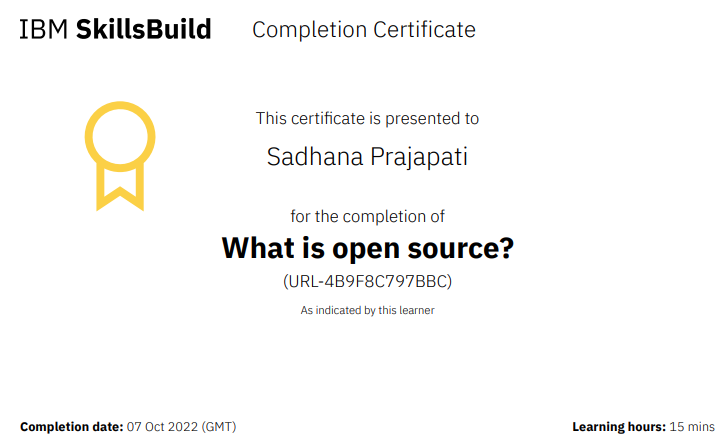 IBM SkillsBuild Completion Certificate
This certificate is presented to
Sadhana Prajapati
for the completion of
What is open source?
(URL-4B9F8C797BBC)
As indicated by this learner
Completion date: 07 Oct 2022 (GMT) Learning hours: 15 mins